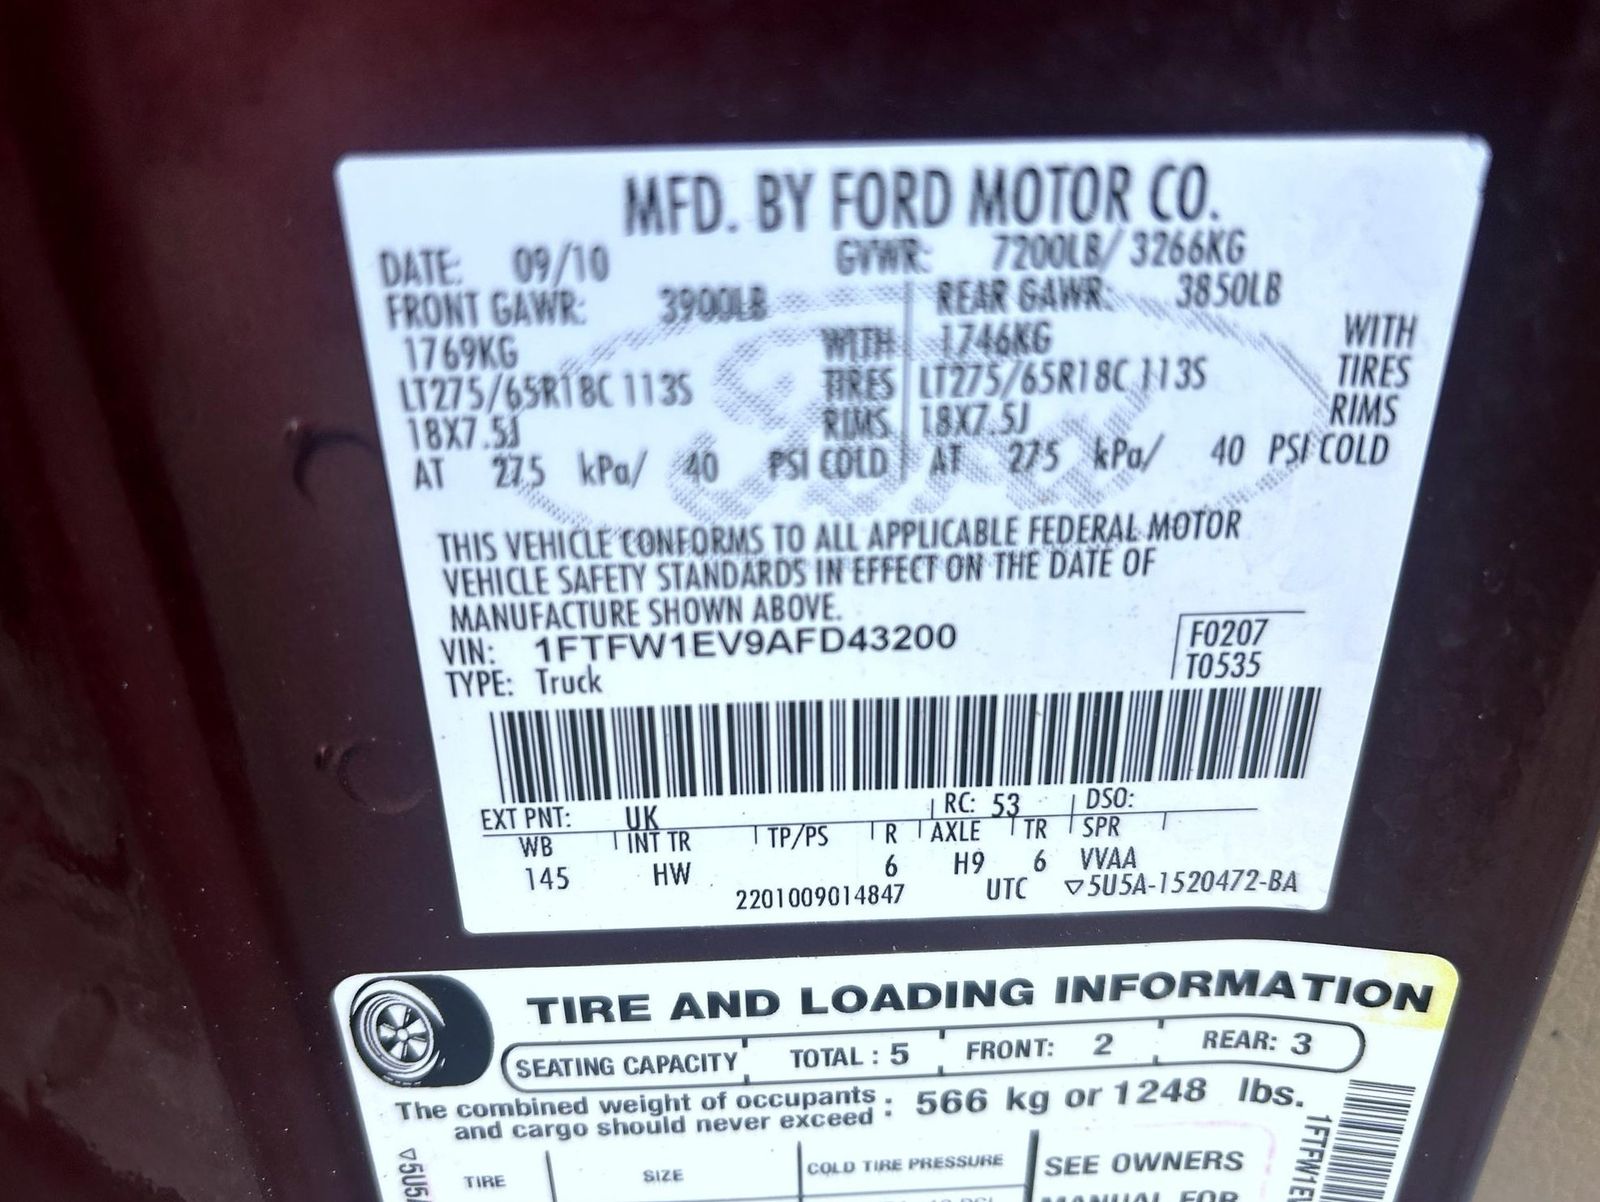 MFD. BY FORD MOTOR CO.
DATE: 09/10 GVWR: 7200LB/ 3266KG
FRONT GAWR: 3900LB REAR GAWR: 3850LB
1769KG WITH 1746KG WITH
LT275/65R18C 113S TIRES LT275/65R18C 113S TIRES
18X7.5J RIMS 18X7.5J RIMS
AT 275 kPa/ 40 PSI COLD AT 275 kPa/ 40 PSI COLD
THIS VEHICLE CONFORMS TO ALL APPLICABLE FEDERAL MOTOR
VEHICLE SAFETY STANDARDS IN EFFECT ON THE DATE OF
MANUFACTURE SHOWN ABOVE.
VIN: 1FTFW1EV9AFD43200 F0207
TYPE: Truck T0535
EXT PNT: UK RC: 53 DSO:
WB INT TR TP/PS R AXLE TR SPR
145 HW 6 H9 6 VVAA
2201009014847 UTC ▽5U5A-1520472-BA
TIRE AND LOADING INFORMATION
SEATING CAPACITY TOTAL : 5 FRONT: 2 REAR: 3
The combined weight of occupants
and cargo should never exceed : 566 kg or 1248 lbs.
TIRE SIZE COLD TIRE PRESSURE SEE OWNERS
MANUAL FOR
▽5U5
1FTFW1E